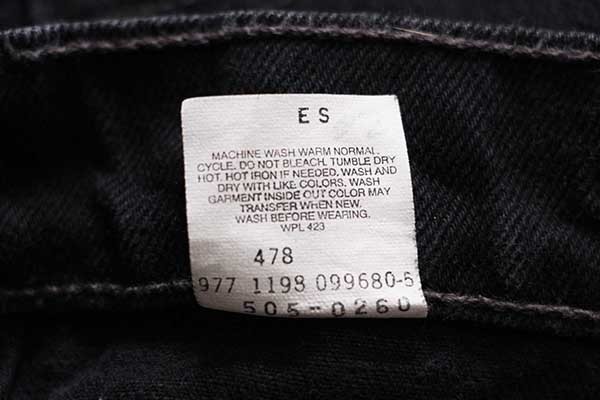 ES
MACHINE WASH WARM NORMAL.
CYCLE. DO NOT BLEACH. TUMBLE DRY
HOT. HOT IRON IF NEEDED. WASH AND
DRY WITH LIKE COLORS. WASH
GARMENT INSIDE OUT COLOR MAY
TRANSFER WHEN NEW.
WASH BEFORE WEARING.
WPL 423
478
977 1198 099680-6
505-0260